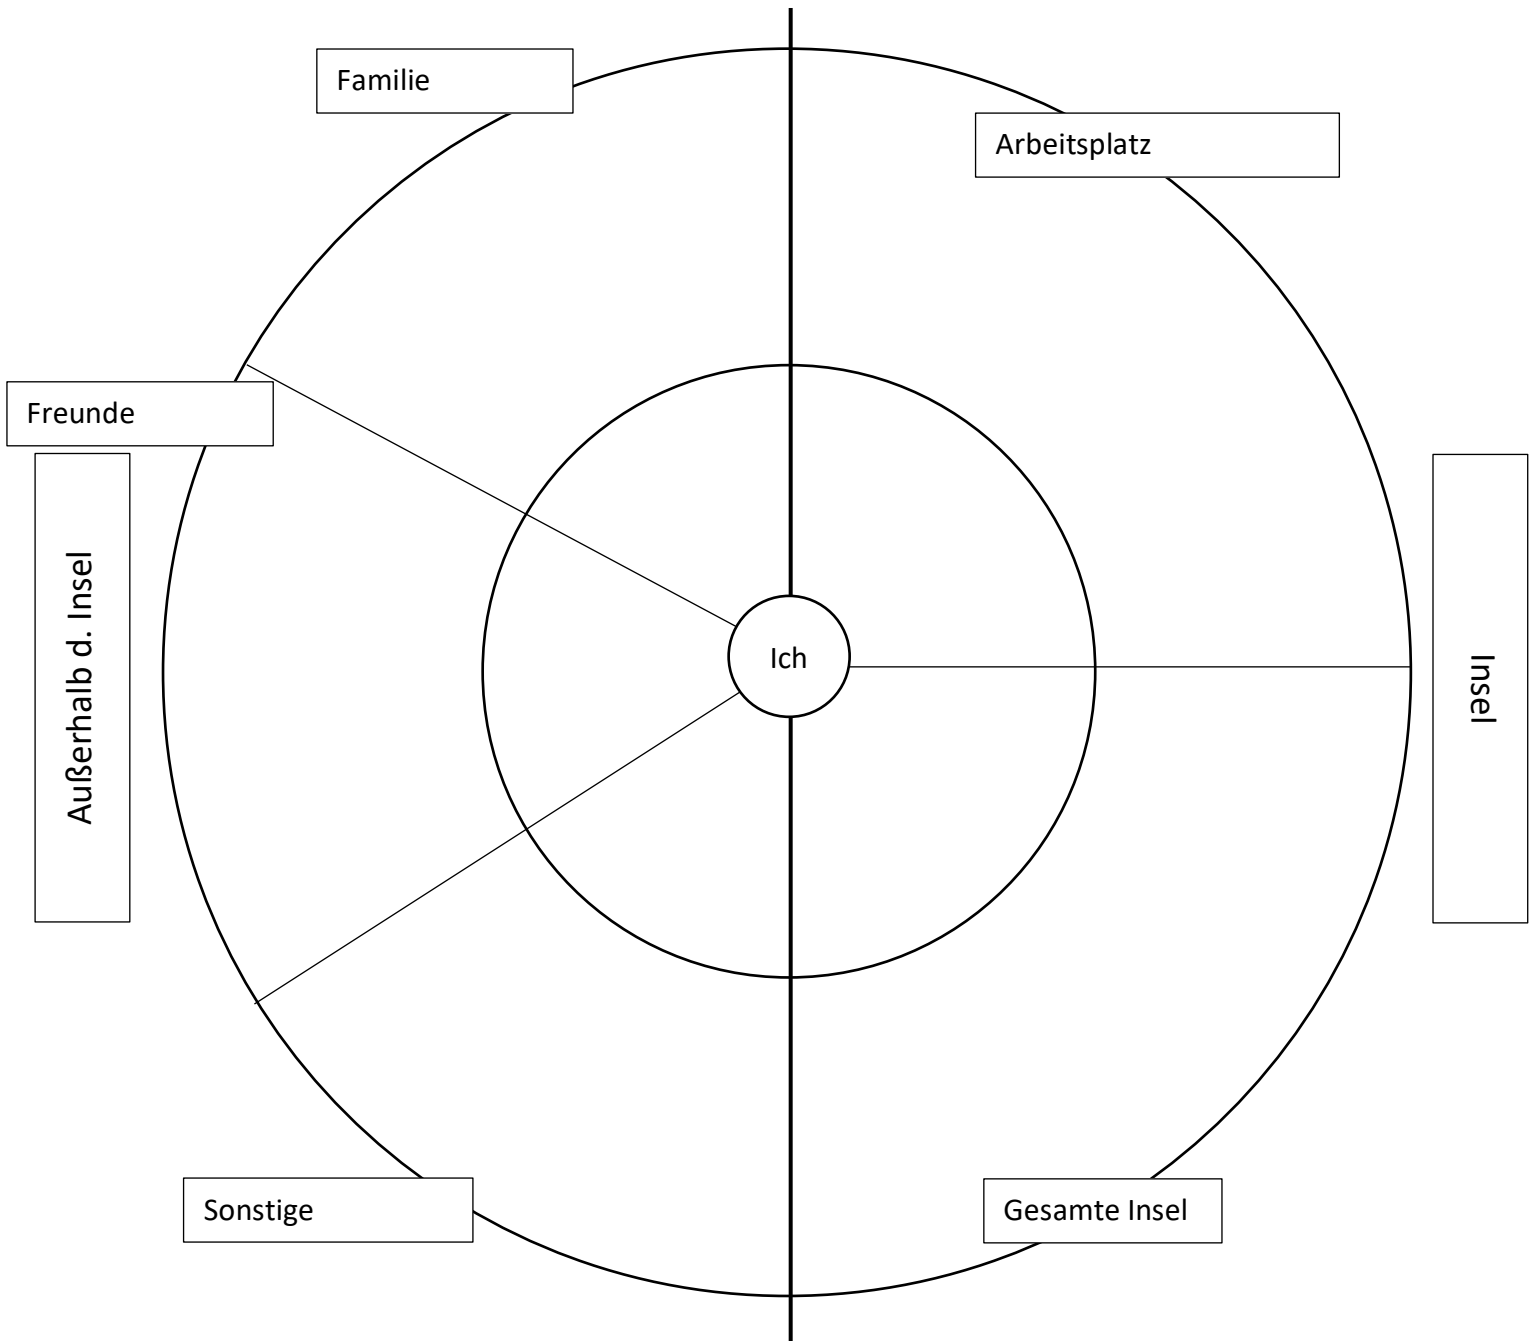 Familie
Arbeitsplatz
Freunde
Außerhalb d. Insel
Ich
Insel
Sonstige
Gesamte Insel